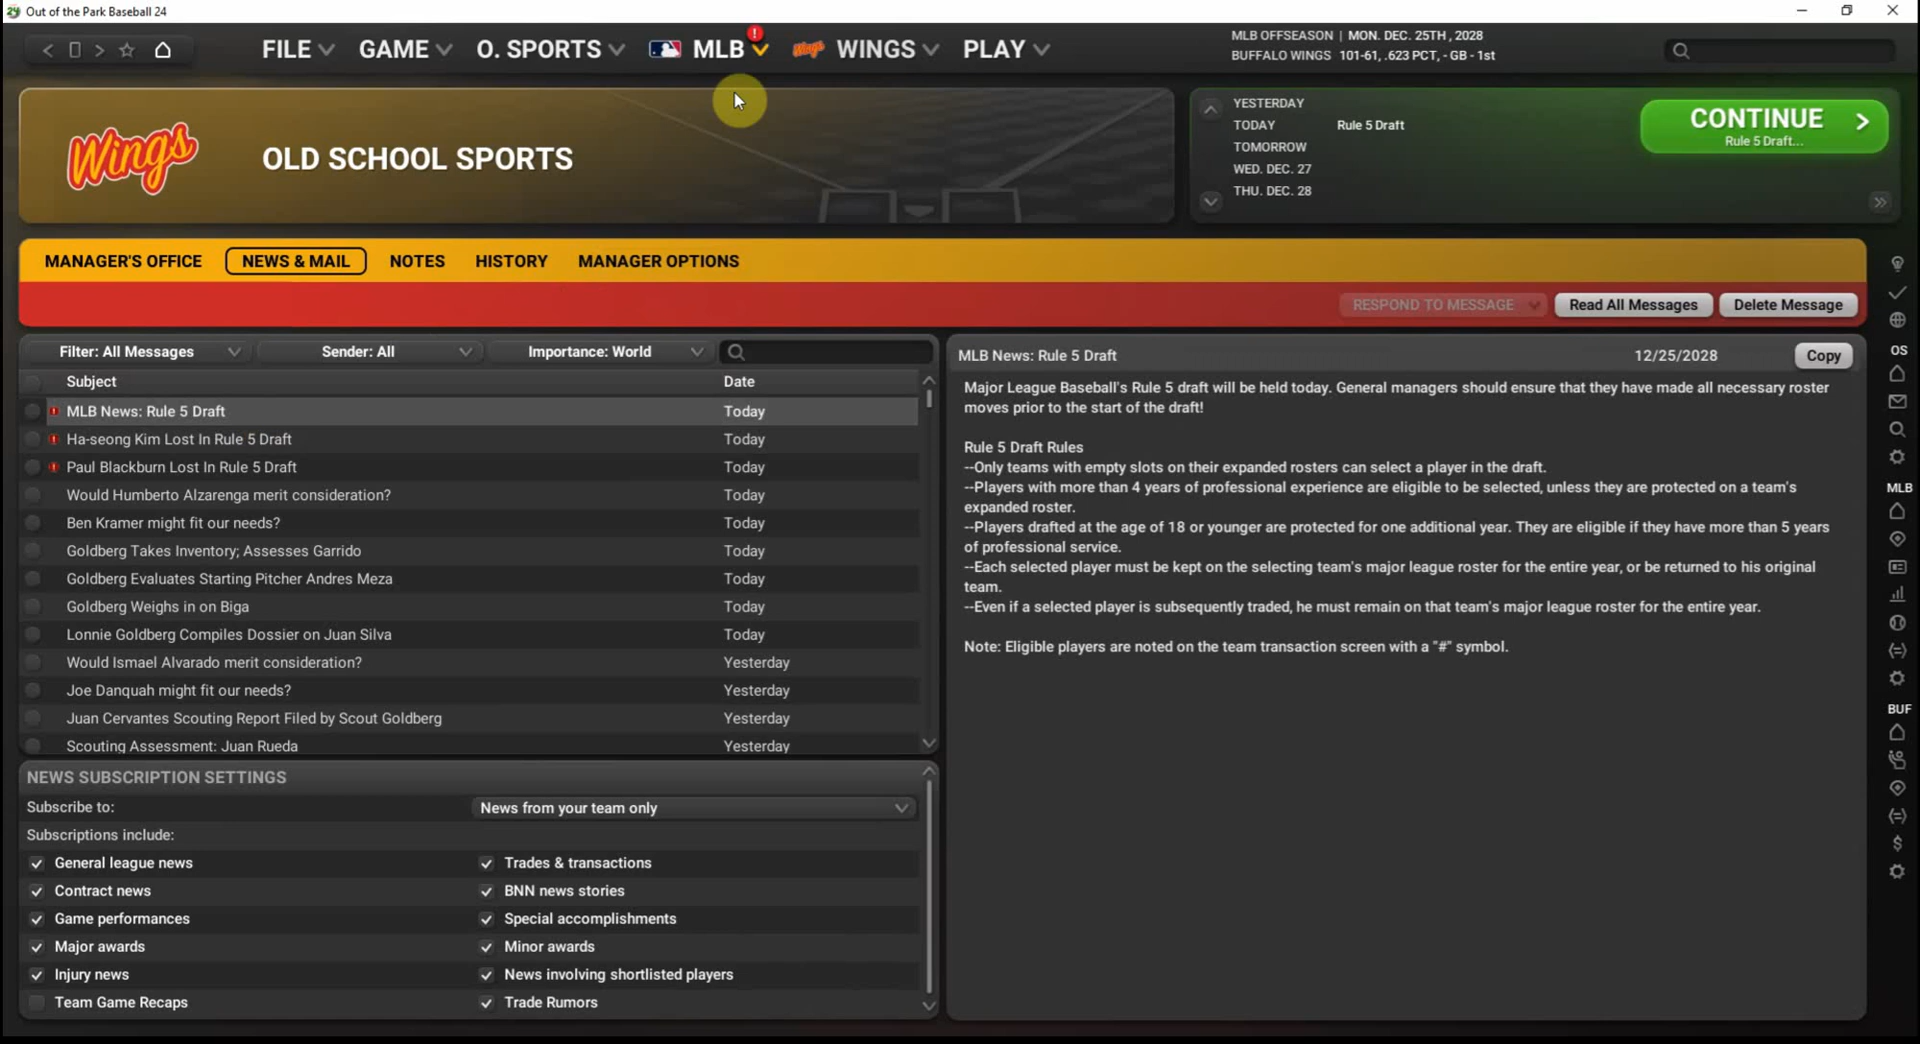 Out of the Park Baseball 24
FILE GAME O. SPORTS MLB WINGS PLAY
MLB OFFSEASON | MON. DEC. 25TH , 2028
BUFFALO WINGS 101-61, .623 PCT, - GB - 1st
Wings
OLD SCHOOL SPORTS
YESTERDAY
TODAY Rule 5 Draft
TOMORROW
WED. DEC. 27
THU. DEC. 28
CONTINUE
Rule 5 Draft...
MANAGER'S OFFICE NEWS & MAIL NOTES HISTORY MANAGER OPTIONS
RESPOND TO MESSAGE Read All Messages Delete Message
Filter: All Messages Sender: All Importance: World
Subject Date
MLB News: Rule 5 Draft Today
Ha-seong Kim Lost In Rule 5 Draft Today
Paul Blackburn Lost In Rule 5 Draft Today
Would Humberto Alzarenga merit consideration? Today
Ben Kramer might fit our needs? Today
Goldberg Takes Inventory; Assesses Garrido Today
Goldberg Evaluates Starting Pitcher Andres Meza Today
Goldberg Weighs in on Biga Today
Lonnie Goldberg Compiles Dossier on Juan Silva Today
Would Ismael Alvarado merit consideration? Yesterday
Joe Danquah might fit our needs? Yesterday
Juan Cervantes Scouting Report Filed by Scout Goldberg Yesterday
Scouting Assessment: Juan Rueda Yesterday
NEWS SUBSCRIPTION SETTINGS
Subscribe to: News from your team only
Subscriptions include:
General league news Trades & transactions
Contract news BNN news stories
Game performances Special accomplishments
Major awards Minor awards
Injury news News involving shortlisted players
Team Game Recaps Trade Rumors
MLB News: Rule 5 Draft 12/25/2028 Copy
Major League Baseball's Rule 5 draft will be held today. General managers should ensure that they have made all necessary roster
moves prior to the start of the draft!
Rule 5 Draft Rules
--Only teams with empty slots on their expanded rosters can select a player in the draft.
--Players with more than 4 years of professional experience are eligible to be selected, unless they are protected on a team's
expanded roster.
--Players drafted at the age of 18 or younger are protected for one additional year. They are eligible if they have more than 5 years
of professional service.
--Each selected player must be kept on the selecting team's major league roster for the entire year, or be returned to his original
team.
--Even if a selected player is subsequently traded, he must remain on that team's major league roster for the entire year.
Note: Eligible players are noted on the team transaction screen with a "#" symbol.
OS
MLB
BUF